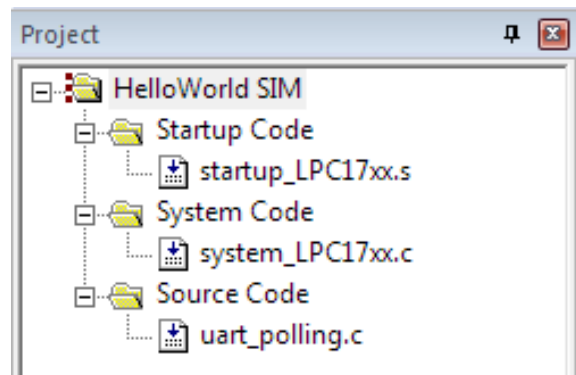 Project
HelloWorld SIM
Startup Code
startup_LPC17xx.s
System Code
system_LPC17xx.c
Source Code
uart_polling.c